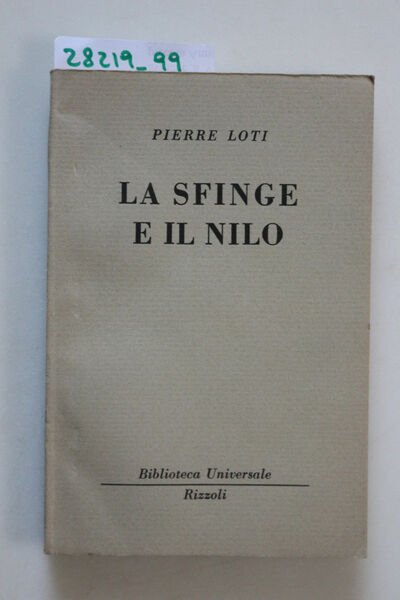 28219_99
PIERRE LOTI
LA SFINGE
E IL NILO
Biblioteca Universale
Rizzoli